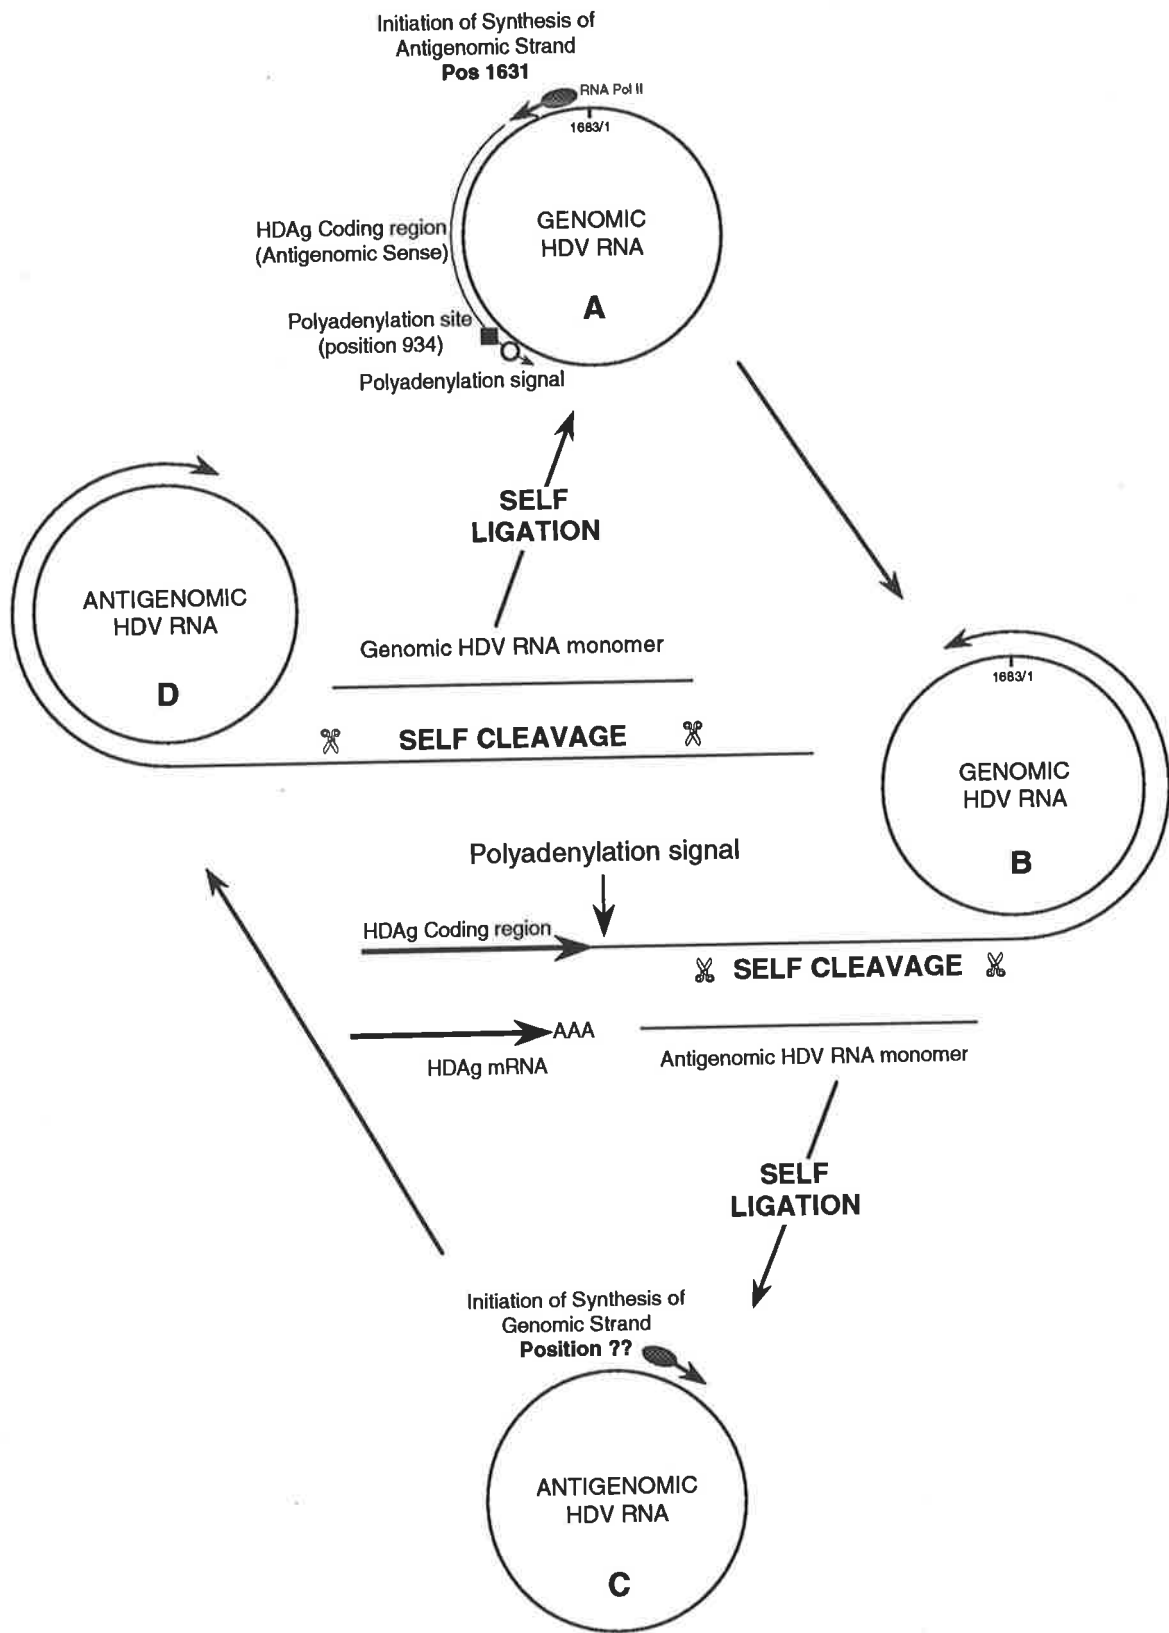 Initiation of Synthesis of
Antigenomic Strand
Pos 1631
RNA Pol II
1683/1
HDAg Coding region
(Antigenomic Sense)
GENOMIC
HDV RNA
A
Polyadenylation site
(position 934)
Polyadenylation signal
SELF
LIGATION
ANTIGENOMIC
HDV RNA
D
Genomic HDV RNA monomer
SELF CLEAVAGE
1683/1
GENOMIC
HDV RNA
B
Polyadenylation signal
HDAg Coding region
SELF CLEAVAGE
AAA
HDAg mRNA
Antigenomic HDV RNA monomer
SELF
LIGATION
Initiation of Synthesis of
Genomic Strand
Position ??
ANTIGENOMIC
HDV RNA
C